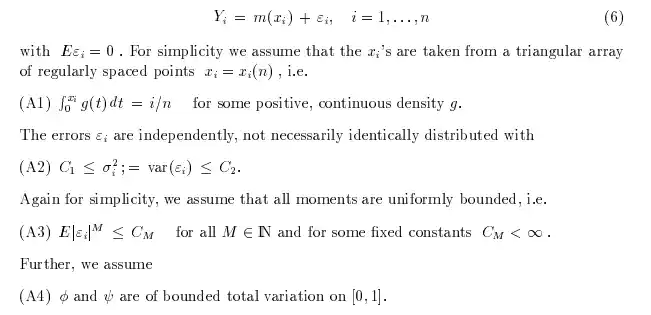 Y_i = m(x_i) + ε_i, i = 1, . . . , n (6)
with Eε_i = 0 . For simplicity we assume that the x_i's are taken from a triangular array
of regularly spaced points x_i = x_i(n) , i.e.
(A1) ∫_0^{x_i} g(t) dt = i/n for some positive, continuous density g.
The errors ε_i are independently, not necessarily identically distributed with
(A2) C_1 ≤ σ_i^2 ; = var(ε_i) ≤ C_2.
Again for simplicity, we assume that all moments are uniformly bounded, i.e.
(A3) E|ε_i|^M ≤ C_M for all M ∈ ℕ and for some fixed constants C_M < ∞ .
Further, we assume
(A4) ϕ and ψ are of bounded total variation on [0, 1].